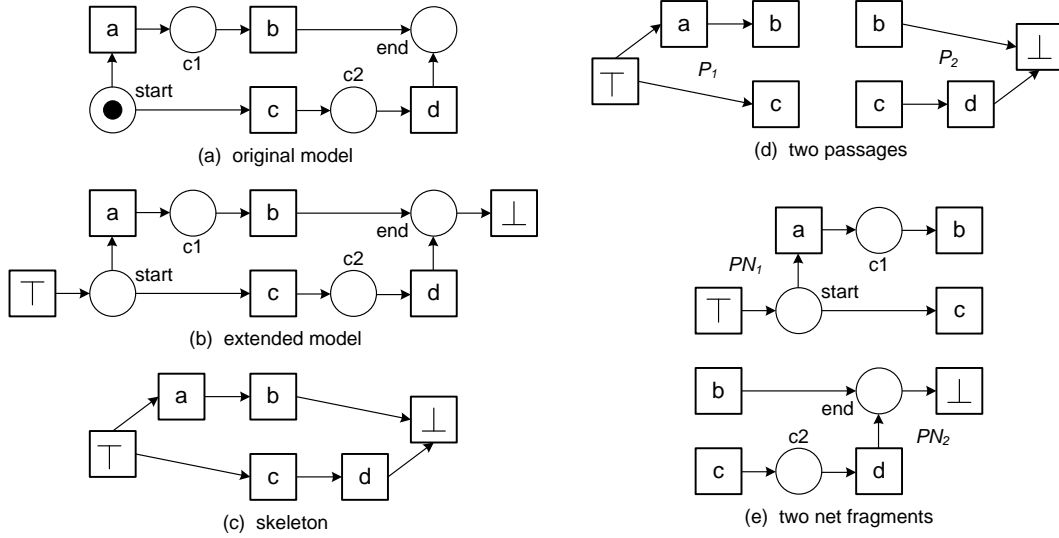 a
b
c1
end
c2
start
c
d
(a) original model
a
b
⊥
c1
end
c2
start
⊤
c
d
(b) extended model
a
b
⊥
⊤
c
d
(c) skeleton
a
b
b
⊥
⊤
P1
P2
c
c
d
(d) two passages
a
b
c1
PN1
start
⊤
c
b
⊥
end
c2
PN2
c
d
(e) two net fragments